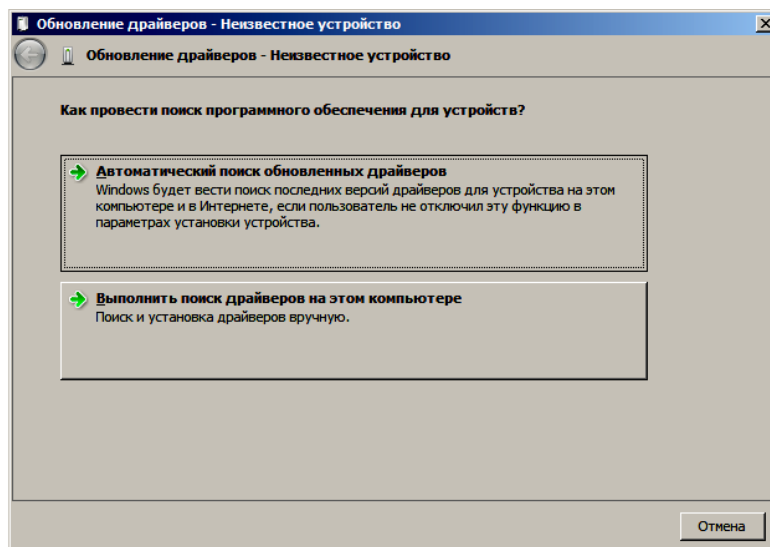 Обновление драйверов - Неизвестное устройство
Обновление драйверов - Неизвестное устройство
Как провести поиск программного обеспечения для устройств?
Автоматический поиск обновленных драйверов
Windows будет вести поиск последних версий драйверов для устройства на этом
компьютере и в Интернете, если пользователь не отключил эту функцию в
параметрах установки устройства.
Выполнить поиск драйверов на этом компьютере
Поиск и установка драйверов вручную.
Отмена